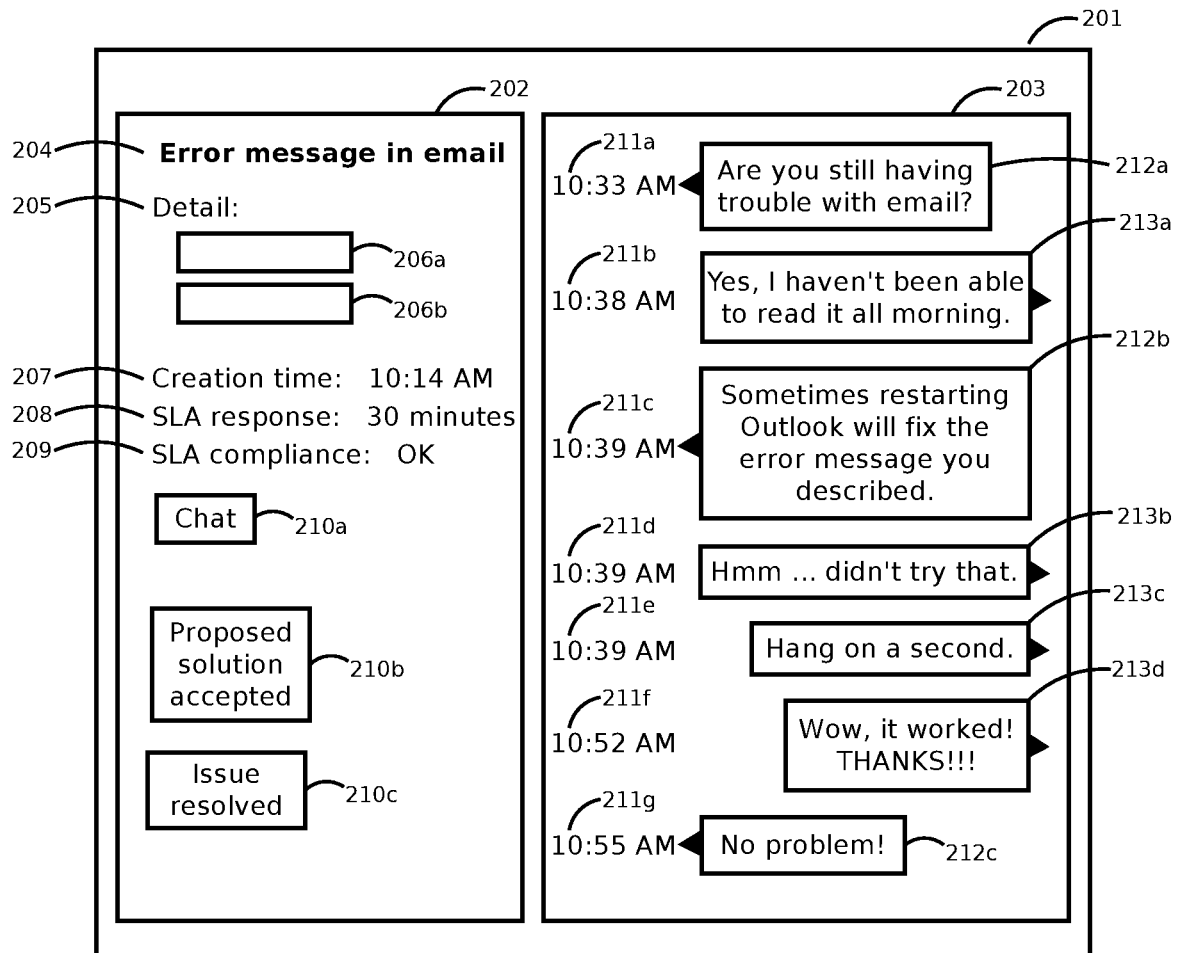 201
202
203
204
Error message in email
205
Detail:
206a
206b
207
Creation time: 10:14 AM
208
SLA response: 30 minutes
209
SLA compliance: OK
Chat
210a
Proposed
solution
accepted
210b
Issue
resolved
210c
211a
10:33 AM
Are you still having
trouble with email?
212a
211b
10:38 AM
Yes, I haven't been able
to read it all morning.
213a
211c
10:39 AM
Sometimes restarting
Outlook will fix the
error message you
described.
212b
211d
10:39 AM
Hmm ... didn't try that.
213b
211e
10:39 AM
Hang on a second.
213c
211f
10:52 AM
Wow, it worked!
THANKS!!!
213d
211g
10:55 AM
No problem!
212c